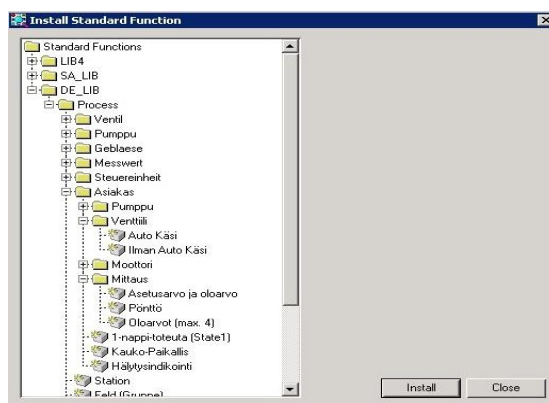 Install Standard Function
Standard Functions
LIB4
SA_LIB
DE_LIB
Process
Ventil
Pumppu
Geblaese
Messwert
Steuereinheit
Asiakas
Pumppu
Venttiili
Auto Käsi
Ilman Auto Käsi
Moottori
Mittaus
Asetusarvo ja oloarvo
Pönttö
Oloarvot (max. 4)
1-nappi-toteuta (State1)
Kauko-Paikallis
Hälytysindikointi
Station
Feld (Gruppe)
Install Close